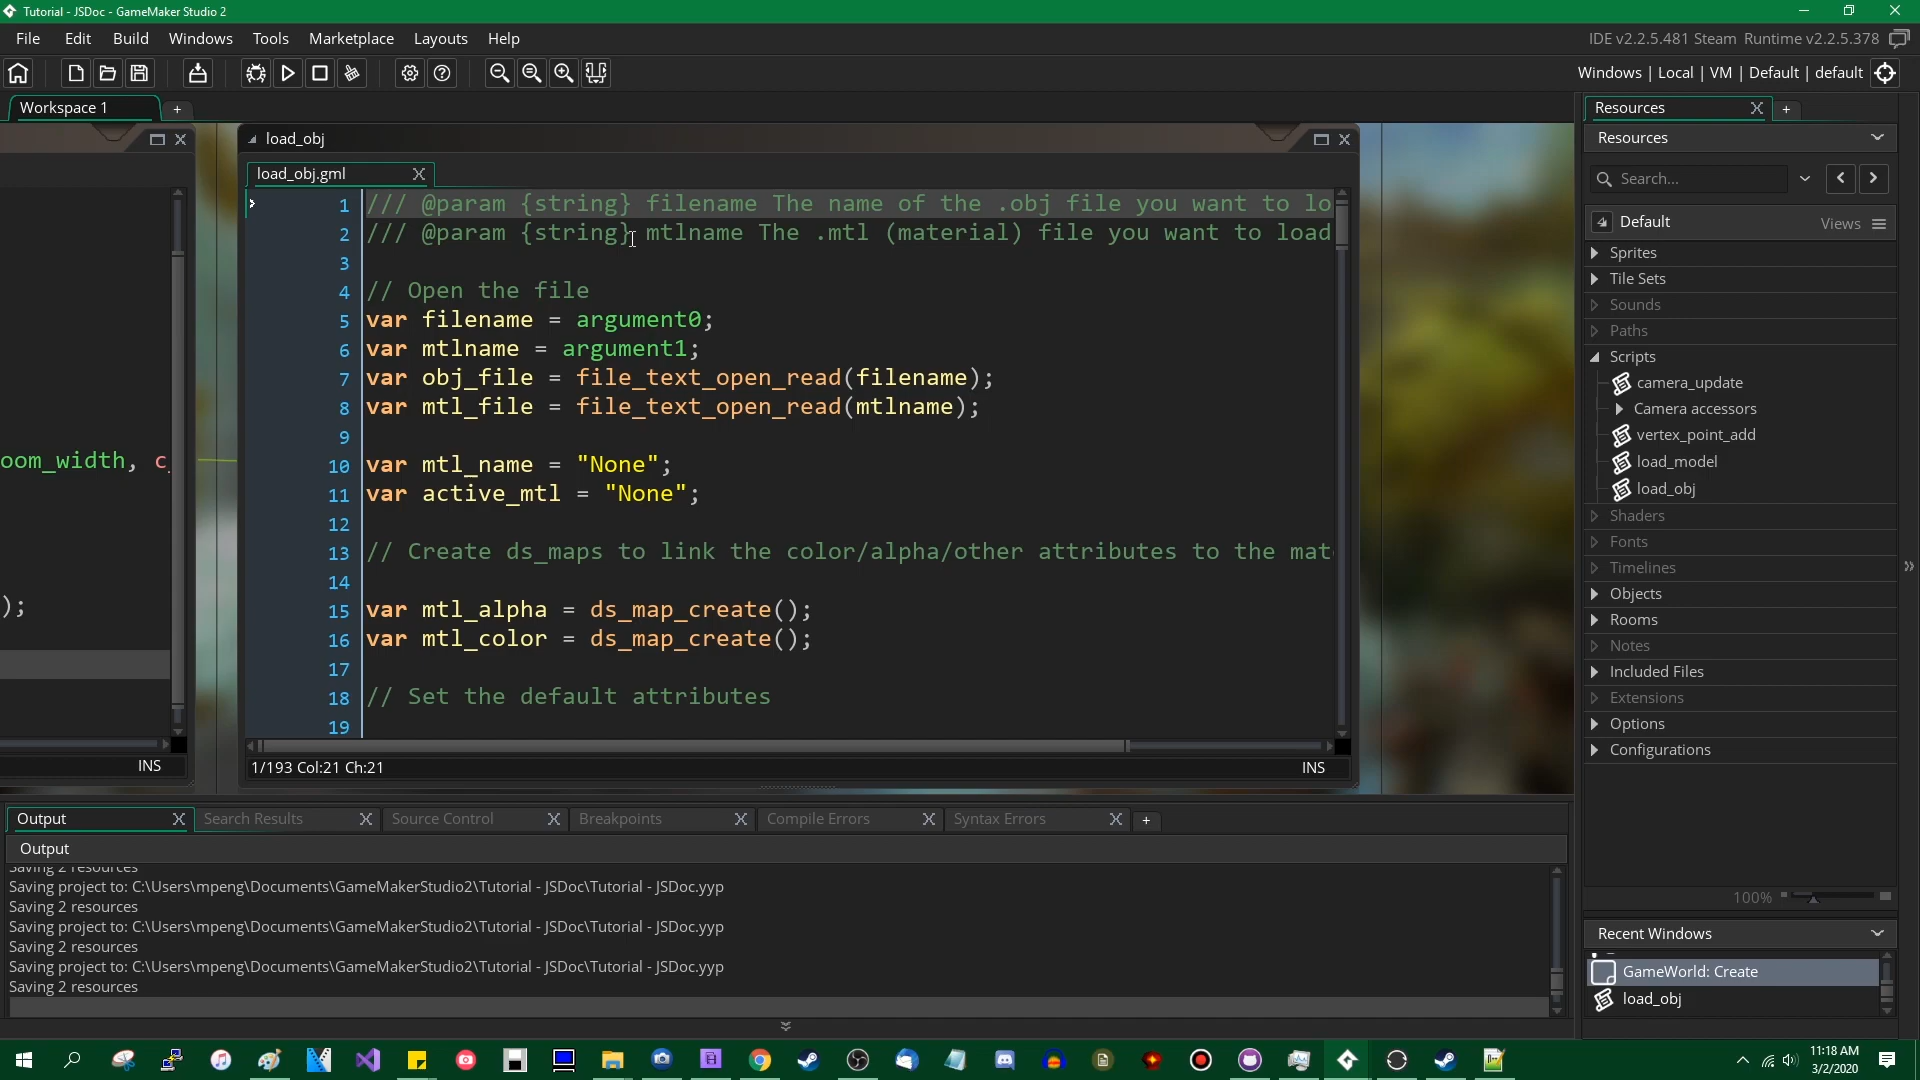 Tutorial - JSDoc - GameMaker Studio 2
File Edit Build Windows Tools Marketplace Layouts Help
IDE v2.2.5.481 Steam Runtime v2.2.5.378
Windows | Local | VM | Default | default
Workspace 1
+
load_obj
load_obj.gml
1 /// @param {string} filename The name of the .obj file you want to lo
2 /// @param {string} mtlname The .mtl (material) file you want to load
3
4 // Open the file
5 var filename = argument0;
6 var mtlname = argument1;
7 var obj_file = file_text_open_read(filename);
8 var mtl_file = file_text_open_read(mtlname);
9
10 var mtl_name = "None";
11 var active_mtl = "None";
12
13 // Create ds_maps to link the color/alpha/other attributes to the mat
14
15 var mtl_alpha = ds_map_create();
16 var mtl_color = ds_map_create();
17
18 // Set the default attributes
19
1/193 Col:21 Ch:21
INS
oom_width, c_
);
INS
Resources
+
Resources
Search...
Default
Views
Sprites
Tile Sets
Sounds
Paths
Scripts
camera_update
Camera accessors
vertex_point_add
load_model
load_obj
Shaders
Fonts
Timelines
Objects
Rooms
Notes
Included Files
Extensions
Options
Configurations
100%
Recent Windows
GameWorld: Create
load_obj
Output Search Results Source Control Breakpoints Compile Errors Syntax Errors +
Output
Saving 2 resources
Saving project to: C:\Users\mpeng\Documents\GameMakerStudio2\Tutorial - JSDoc\Tutorial - JSDoc.yyp
Saving 2 resources
Saving project to: C:\Users\mpeng\Documents\GameMakerStudio2\Tutorial - JSDoc\Tutorial - JSDoc.yyp
Saving 2 resources
Saving project to: C:\Users\mpeng\Documents\GameMakerStudio2\Tutorial - JSDoc\Tutorial - JSDoc.yyp
Saving 2 resources
11:18 AM
3/2/2020